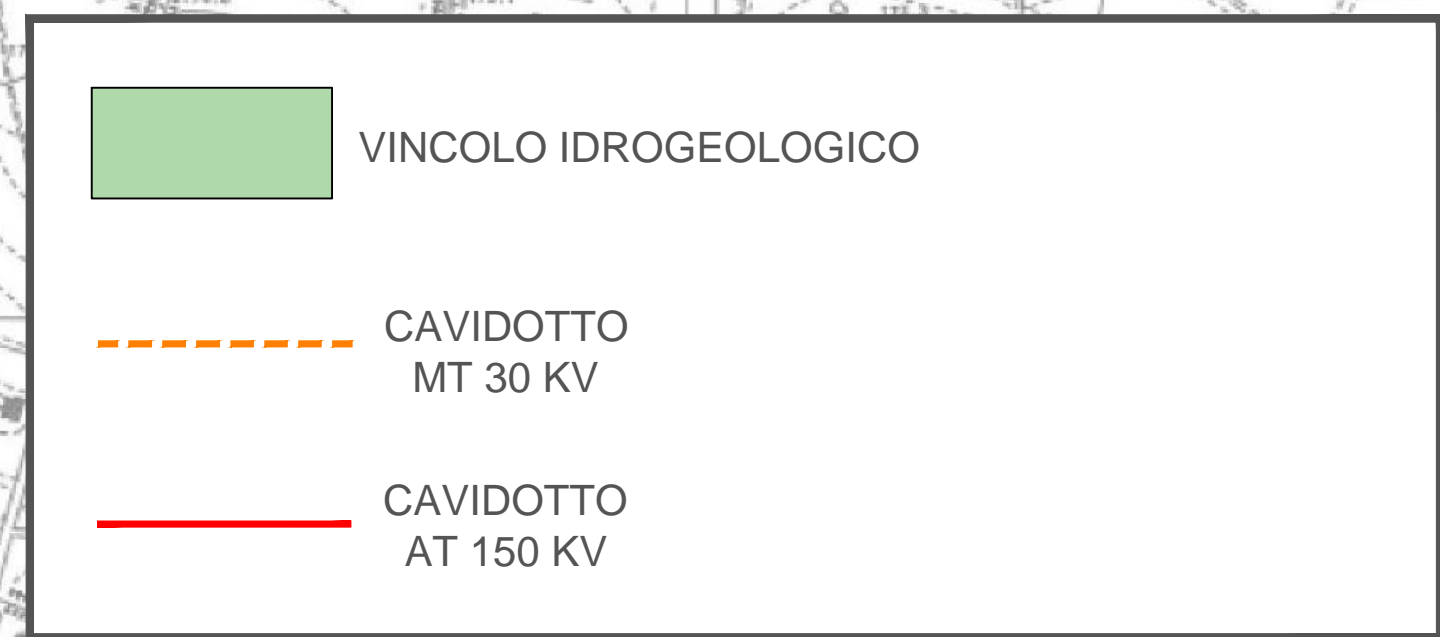 VINCOLO IDROGEOLOGICO
CAVIDOTTO
MT 30 KV
CAVIDOTTO
AT 150 KV